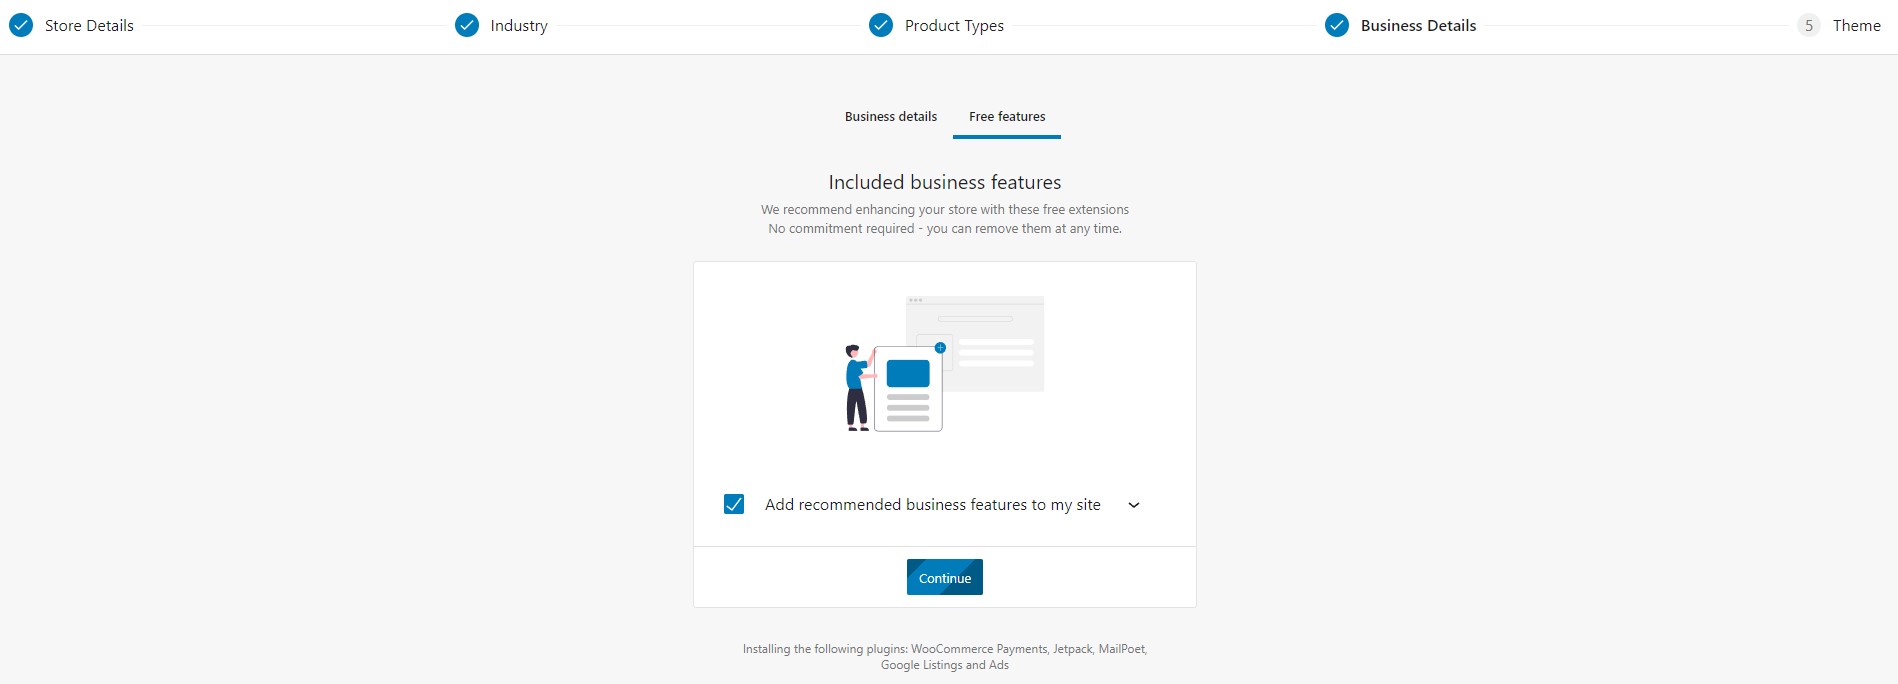 Store Details
Industry
Product Types
Business Details
5 Theme
Business details
Free features
Included business features
We recommend enhancing your store with these free extensions
No commitment required - you can remove them at any time.
Add recommended business features to my site
Continue
Installing the following plugins: WooCommerce Payments, Jetpack, MailPoet,
Google Listings and Ads